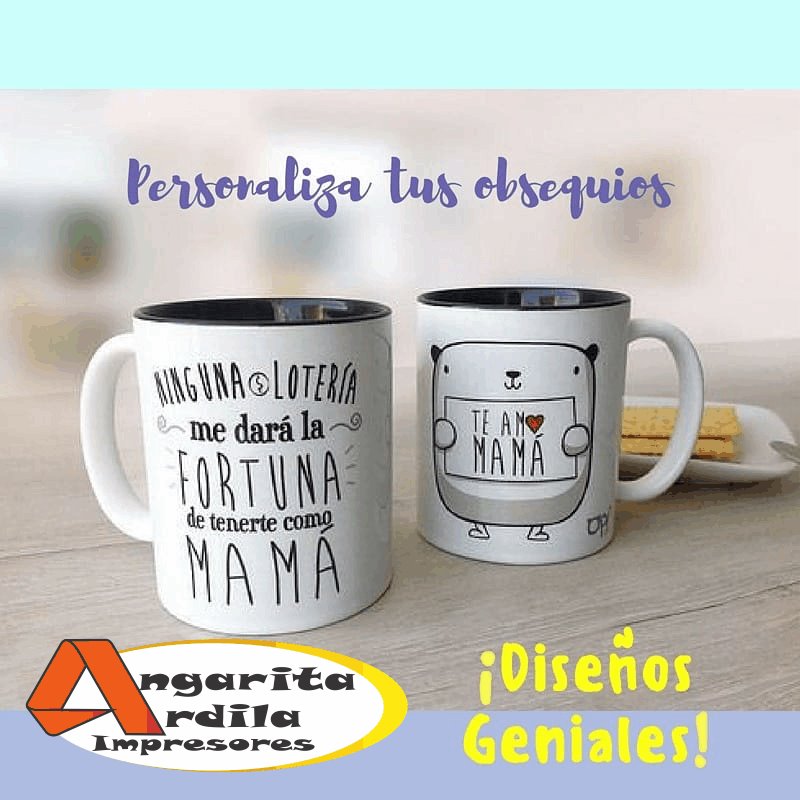 Personaliza tus obsequios
NINGUNA $ LOTERÍA
me dará la
FORTUNA
de tenerte como
MAMÁ
TE AM
MAMÁ
Angarita
Ardila
Impresores
¡Diseños
Geniales!